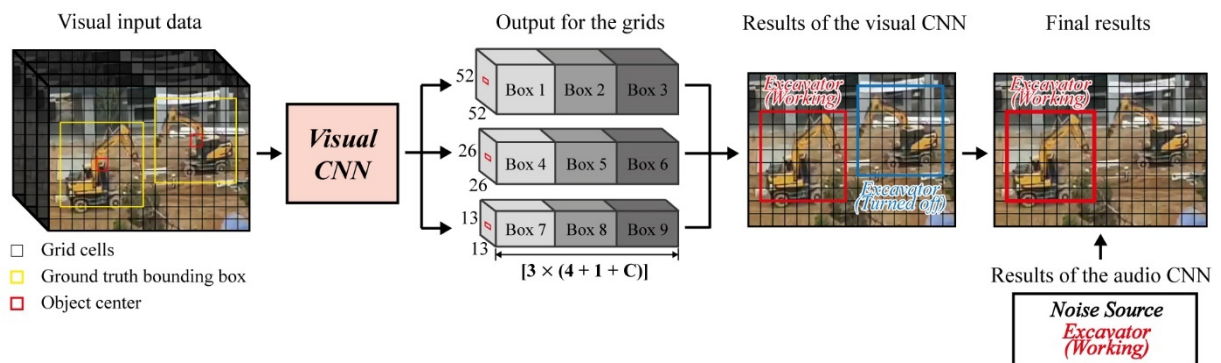 Visual input data
Output for the grids
Results of the visual CNN
Final results
Visual
CNN
52
52
Box 1 Box 2 Box 3
26
26
Box 4 Box 5 Box 6
13
13
Box 7 Box 8 Box 9
[3 × (4 + 1 + C)]
Excavator
(Working)
Excavator
(Turned off)
Excavator
(Working)
Grid cells
Ground truth bounding box
Object center
Results of the audio CNN
Noise Source
Excavator
(Working)